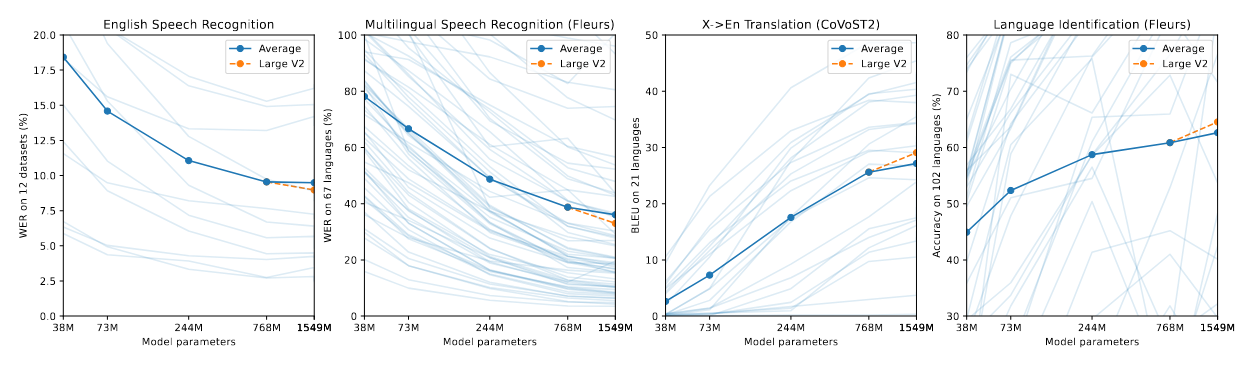 English Speech Recognition
WER on 12 datasets (%)
20.0
17.5
15.0
12.5
10.0
7.5
5.0
2.5
0.0
Average
Large V2
38M 73M 244M 768M 1549M
Model parameters
Multilingual Speech Recognition (Fleurs)
WER on 67 languages (%)
100
80
60
40
20
0
Average
Large V2
38M 73M 244M 768M 1549M
Model parameters
X->En Translation (CoVoST2)
BLEU on 21 languages
50
40
30
20
10
0
Average
Large V2
38M 73M 244M 768M 1549M
Model parameters
Language Identification (Fleurs)
Accuracy on 102 languages (%)
80
70
60
50
40
30
Average
Large V2
38M 73M 244M 768M 1549M
Model parameters